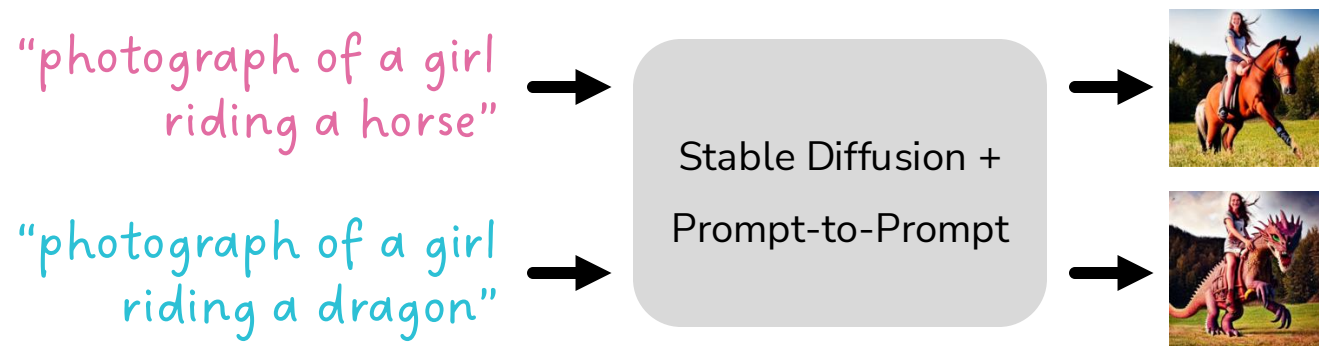 “photograph of a girl
riding a horse”
Stable Diffusion +
Prompt-to-Prompt
“photograph of a girl
riding a dragon”